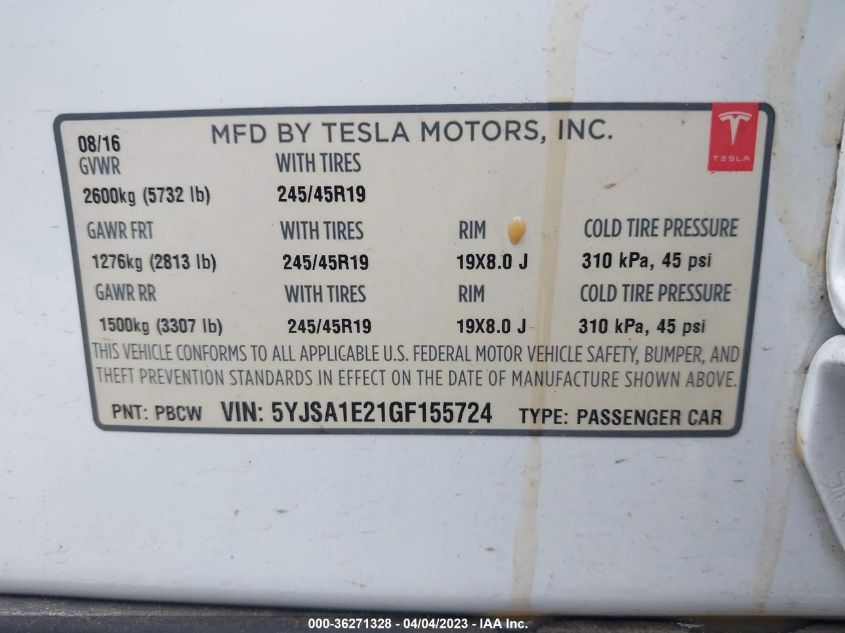 08/16 MFD BY TESLA MOTORS, INC.
TESLA
GVWR WITH TIRES
2600kg (5732 lb) 245/45R19
GAWR FRT WITH TIRES RIM COLD TIRE PRESSURE
1276kg (2813 lb) 245/45R19 19X8.0 J 310 kPa, 45 psi
GAWR RR WITH TIRES RIM COLD TIRE PRESSURE
1500kg (3307 lb) 245/45R19 19X8.0 J 310 kPa, 45 psi
THIS VEHICLE CONFORMS TO ALL APPLICABLE U.S. FEDERAL MOTOR VEHICLE SAFETY, BUMPER, AND
THEFT PREVENTION STANDARDS IN EFFECT ON THE DATE OF MANUFACTURE SHOWN ABOVE.
PNT: PBCW VIN: 5YJSA1E21GF155724 TYPE: PASSENGER CAR
000-36271328 - 04/04/2023 - IAA Inc.